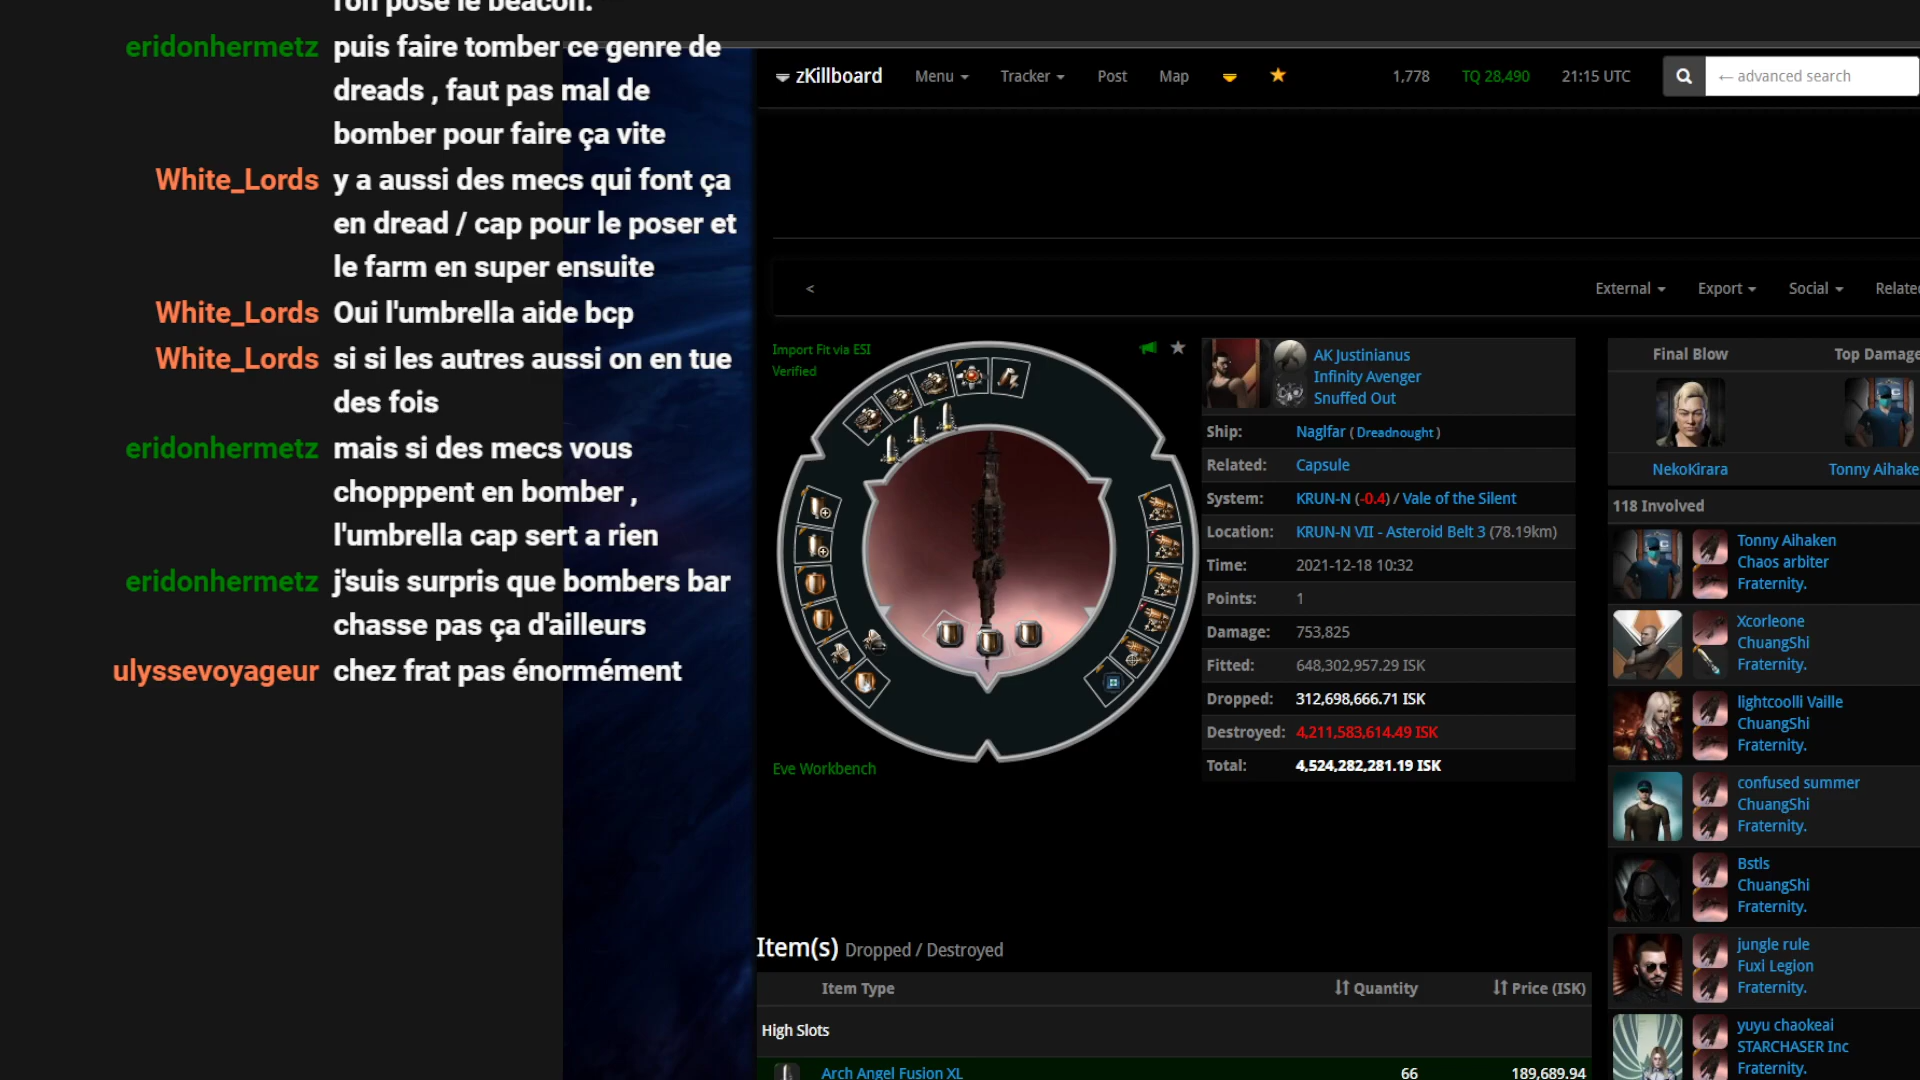 l'on pose le beacon.
eridonhermetz puis faire tomber ce genre de
dreads , faut pas mal de
bomber pour faire ça vite
White_Lords y a aussi des mecs qui font ça
en dread / cap pour le poser et
le farm en super ensuite
White_Lords Oui l'umbrella aide bcp
White_Lords si si les autres aussi on en tue
des fois
eridonhermetz mais si des mecs vous
chopppent en bomber ,
l'umbrella cap sert a rien
eridonhermetz j'suis surpris que bombers bar
chasse pas ça d'ailleurs
ulyssevoyageur chez frat pas énormément
zKillboard Menu Tracker Post Map 1,778 TQ 28,490 21:15 UTC ← advanced search
< External Export Social Related
Import Fit via ESI
Verified
Eve Workbench
AK Justinianus
Infinity Avenger
Snuffed Out
Ship: Naglfar ( Dreadnought )
Related: Capsule
System: KRUN-N (-0.4) / Vale of the Silent
Location: KRUN-N VII - Asteroid Belt 3 (78.19km)
Time: 2021-12-18 10:32
Points: 1
Damage: 753,825
Fitted: 648,302,957.29 ISK
Dropped: 312,698,666.71 ISK
Destroyed: 4,211,583,614.49 ISK
Total: 4,524,282,281.19 ISK
Final Blow Top Damage
NekoKirara Tonny Aihake
118 Involved
Tonny Aihaken
Chaos arbiter
Fraternity.
Xcorleone
ChuangShi
Fraternity.
lightcoolli Vaille
ChuangShi
Fraternity.
confused summer
ChuangShi
Fraternity.
Bstls
ChuangShi
Fraternity.
jungle rule
Fuxi Legion
Fraternity.
yuyu chaokeai
STARCHASER Inc
Fraternity.
Item(s) Dropped / Destroyed
Item Type Quantity Price (ISK)
High Slots
Arch Angel Fusion XL 66 189,689.94